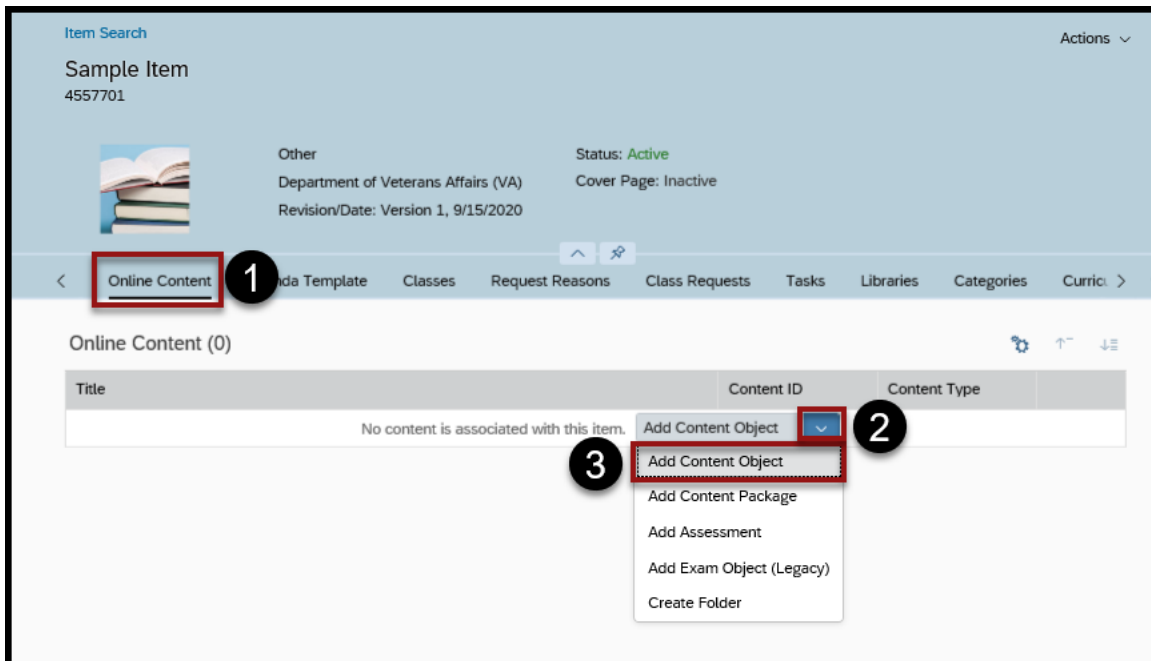 Item Search
Actions
Sample Item
4557701
Other
Status: Active
Department of Veterans Affairs (VA)
Cover Page: Inactive
Revision/Date: Version 1, 9/15/2020
Online Content 1 nda Template Classes Request Reasons Class Requests Tasks Libraries Categories Curric
Online Content (0)
Title Content ID Content Type
No content is associated with this item. Add Content Object 2
3 Add Content Object
Add Content Package
Add Assessment
Add Exam Object (Legacy)
Create Folder